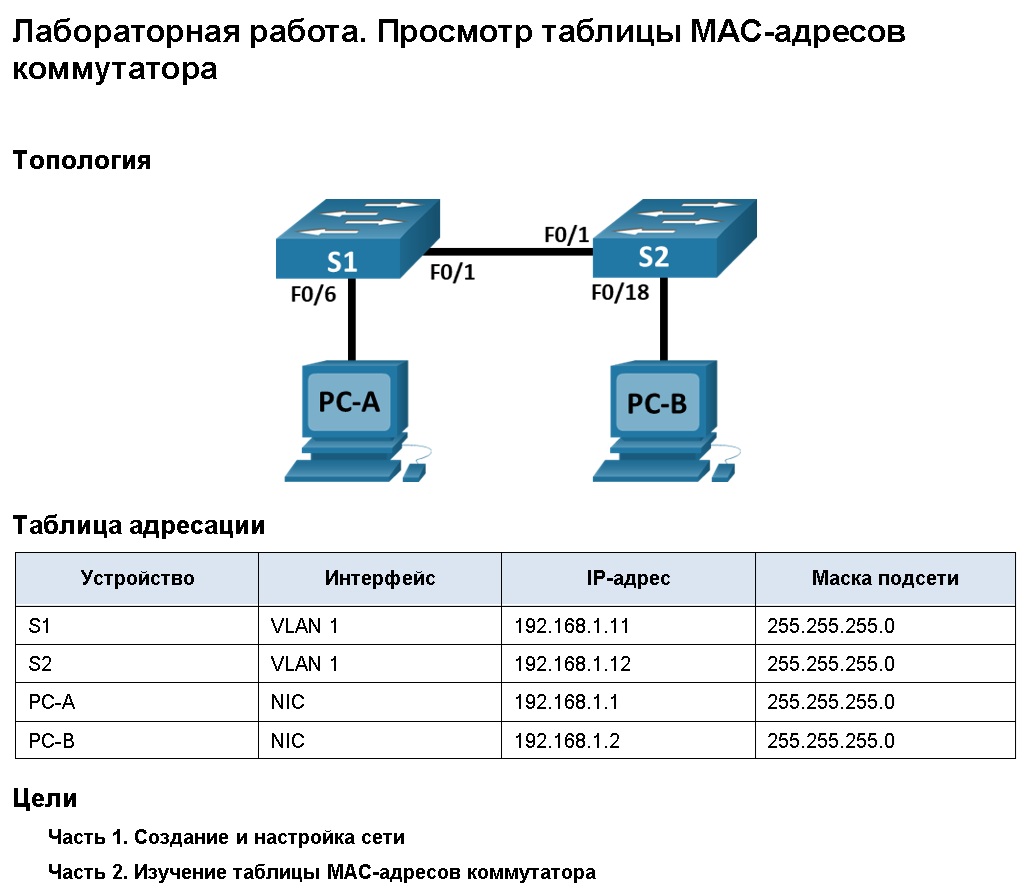 Лабораторная работа. Просмотр таблицы MAC-адресов
коммутатора
Топология
F0/1
S1
S2
F0/1
F0/6
F0/18
PC-A
PC-B
Таблица адресации
Устройство Интерфейс IP-адрес Маска подсети
S1 VLAN 1 192.168.1.11 255.255.255.0
S2 VLAN 1 192.168.1.12 255.255.255.0
PC-A NIC 192.168.1.1 255.255.255.0
PC-B NIC 192.168.1.2 255.255.255.0
Цели
Часть 1. Создание и настройка сети
Часть 2. Изучение таблицы МАС-адресов коммутатора